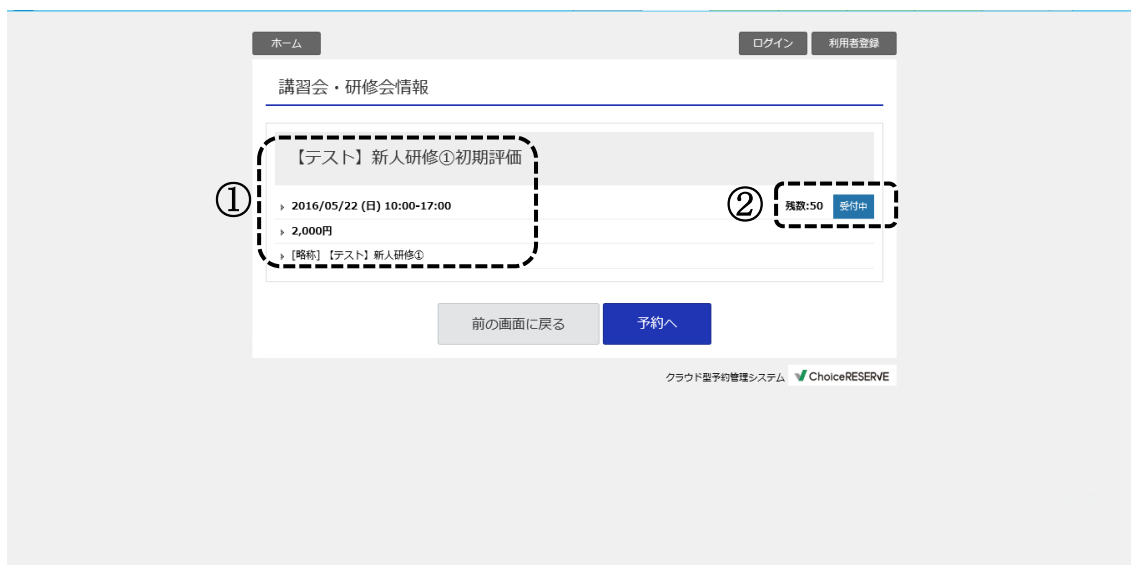 ホーム
ログイン
利用者登録
講習会・研修会情報
【テスト】新人研修①初期評価
①
2016/05/22 (日) 10:00-17:00
②
残数:50
受付中
2,000円
[略称] 【テスト】新人研修①
前の画面に戻る
予約へ
クラウド型予約管理システム
ChoiceRESERVE